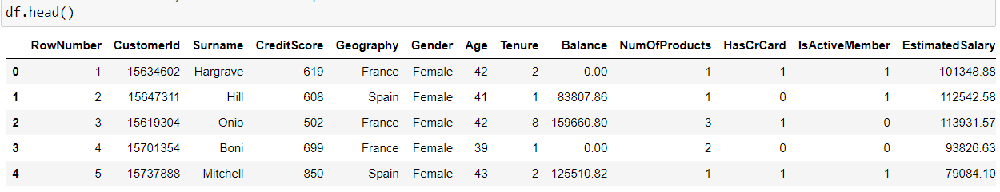 df.head()
RowNumber CustomerId Surname CreditScore Geography Gender Age Tenure Balance NumOfProducts HasCrCard IsActiveMember EstimatedSalary
0 1 15634602 Hargrave 619 France Female 42 2 0.00 1 1 1 101348.88
1 2 15647311 Hill 608 Spain Female 41 1 83807.86 1 0 1 112542.58
2 3 15619304 Onio 502 France Female 42 8 159660.80 3 1 0 113931.57
3 4 15701354 Boni 699 France Female 39 1 0.00 2 0 0 93826.63
4 5 15737888 Mitchell 850 Spain Female 43 2 125510.82 1 1 1 79084.10